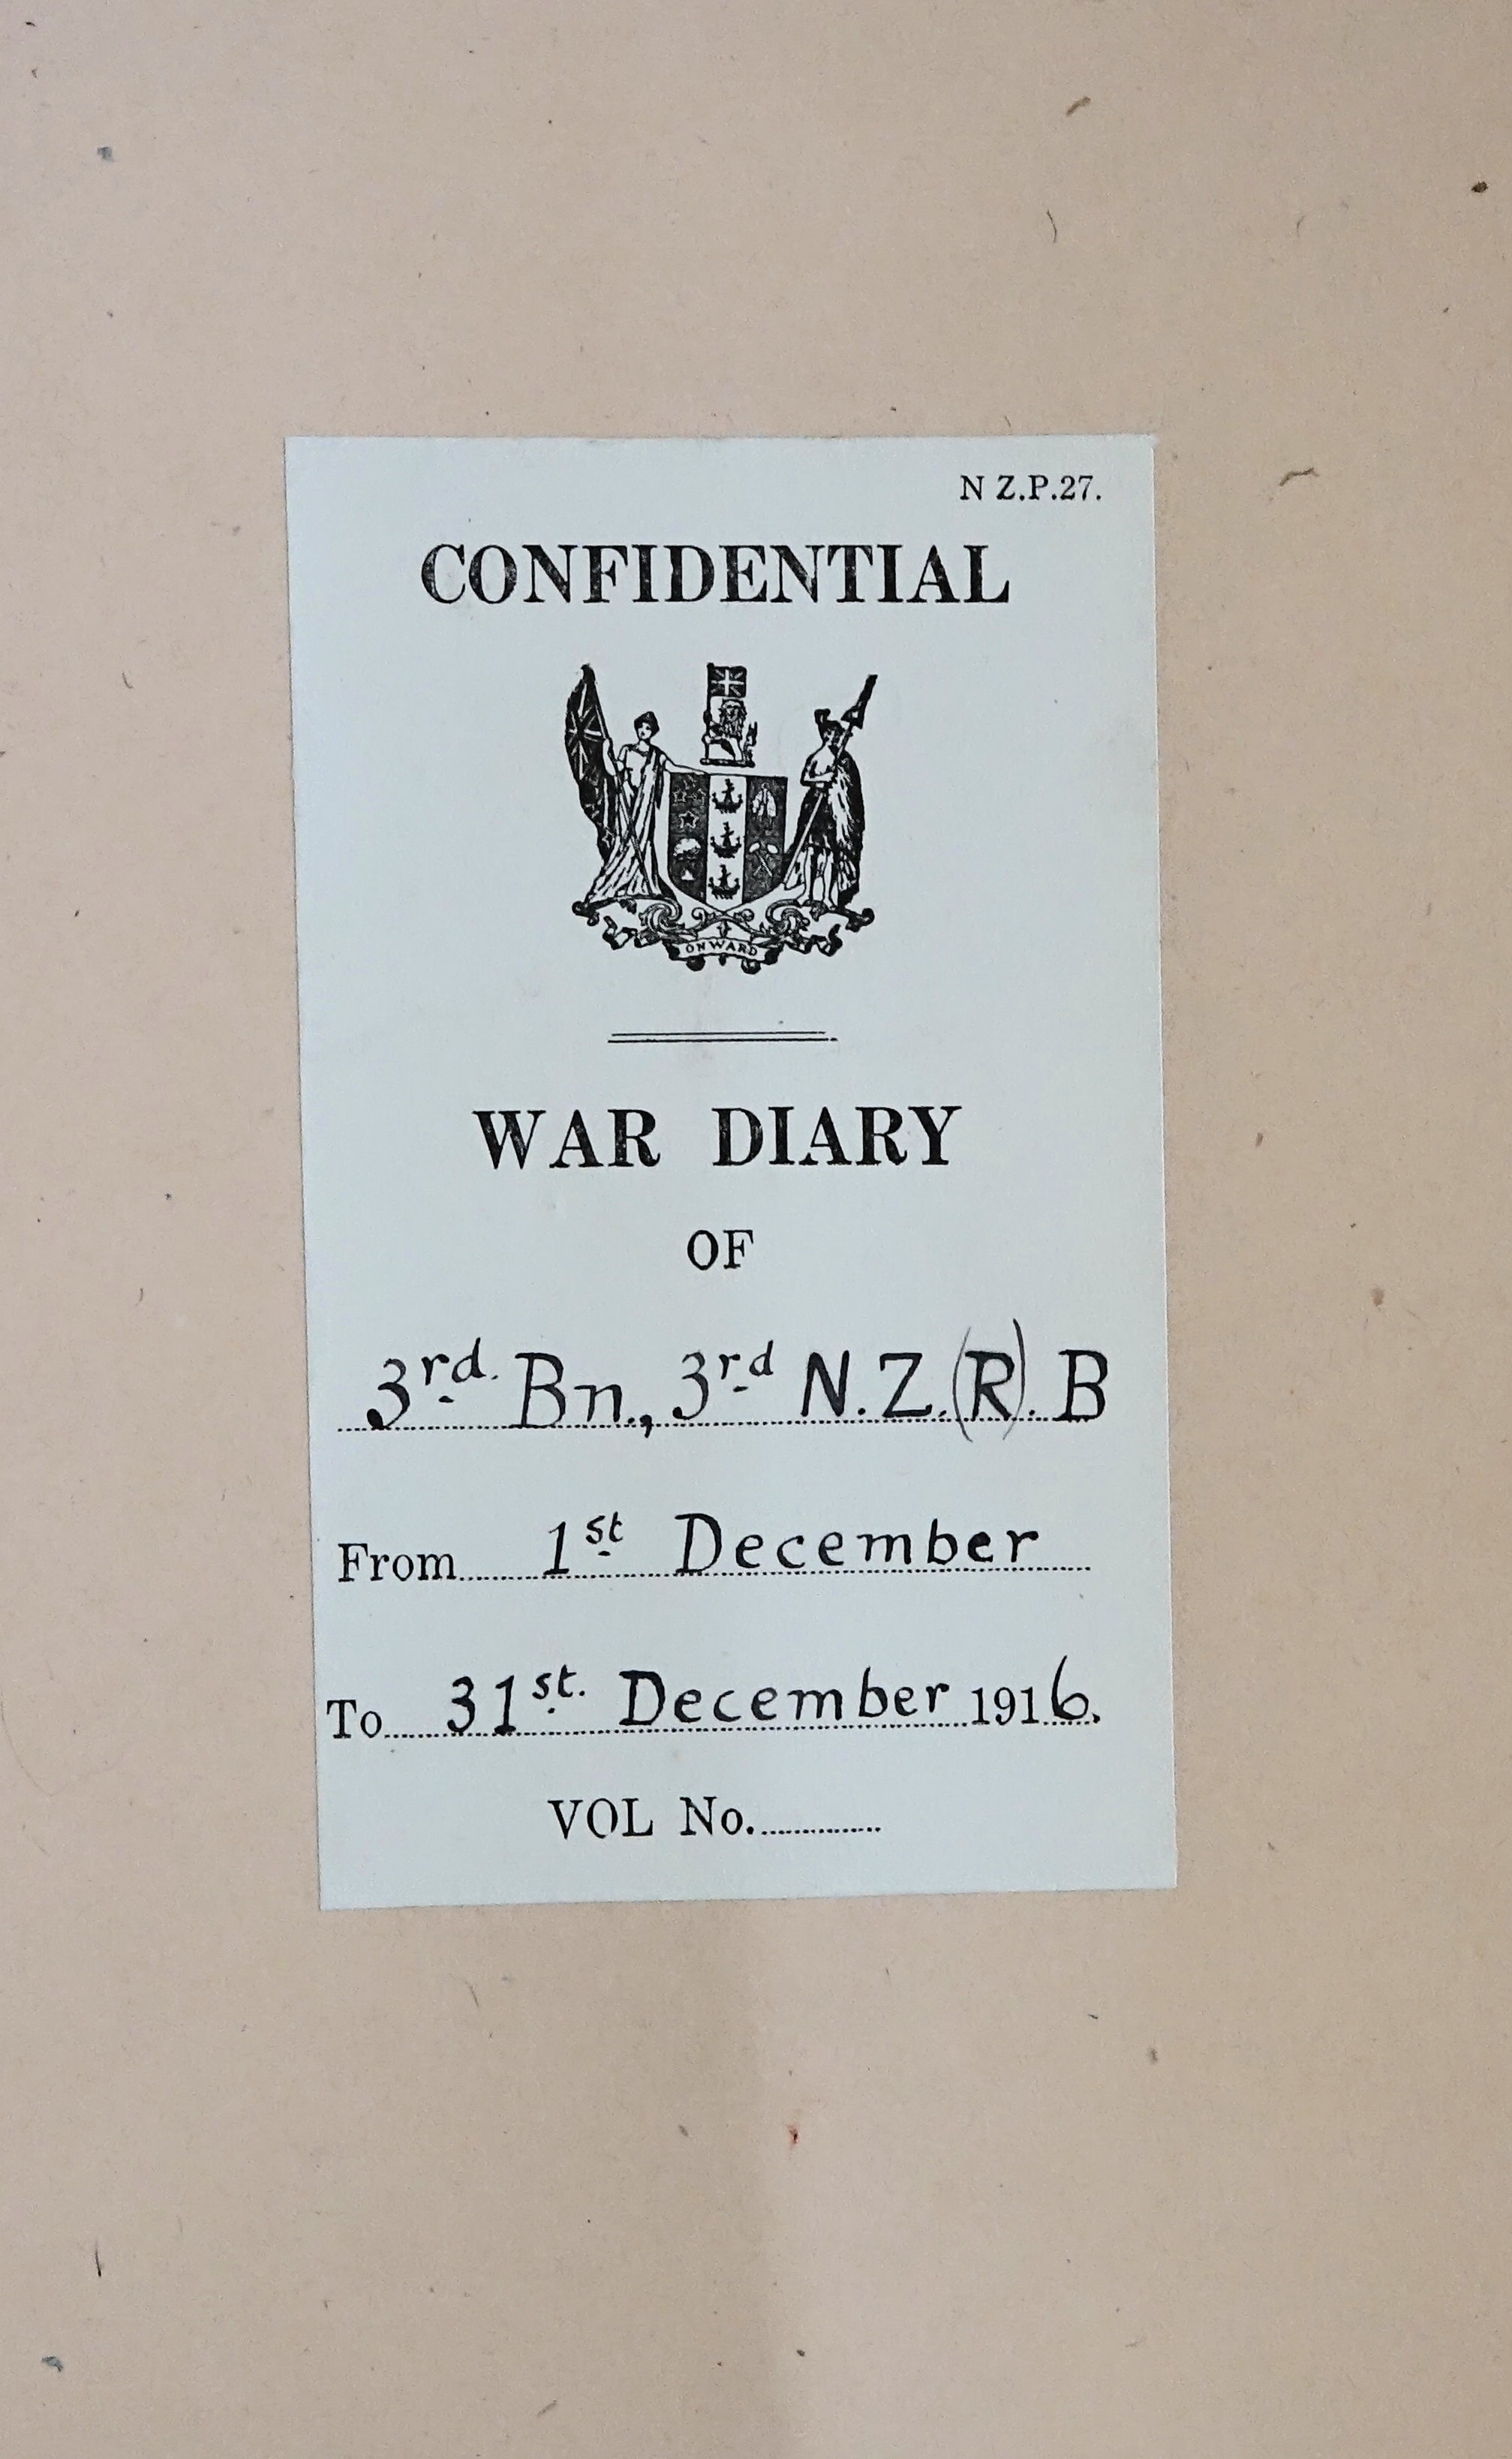 N Z.P.27.
CONFIDENTIAL
ONWARD
WAR DIARY
OF
3rd. Bn., 3rd N.Z.(R). B
From 1st December
To 31st. December 1916.
VOL No.